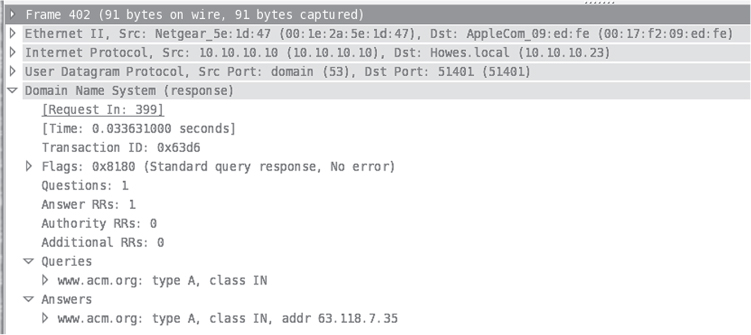 Frame 402 (91 bytes on wire, 91 bytes captured)
Ethernet II, Src: Netgear_5e:1d:47 (00:1e:2a:5e:1d:47), Dst: AppleCom_09:ed:fe (00:17:f2:09:ed:fe)
Internet Protocol, Src: 10.10.10.10 (10.10.10.10), Dst: Howes.local (10.10.10.23)
User Datagram Protocol, Src Port: domain (53), Dst Port: 51401 (51401)
Domain Name System (response)
[Request In: 399]
[Time: 0.033631000 seconds]
Transaction ID: 0x63d6
Flags: 0x8180 (Standard query response, No error)
Questions: 1
Answer RRs: 1
Authority RRs: 0
Additional RRs: 0
Queries
www.acm.org: type A, class IN
Answers
www.acm.org: type A, class IN, addr 63.118.7.35